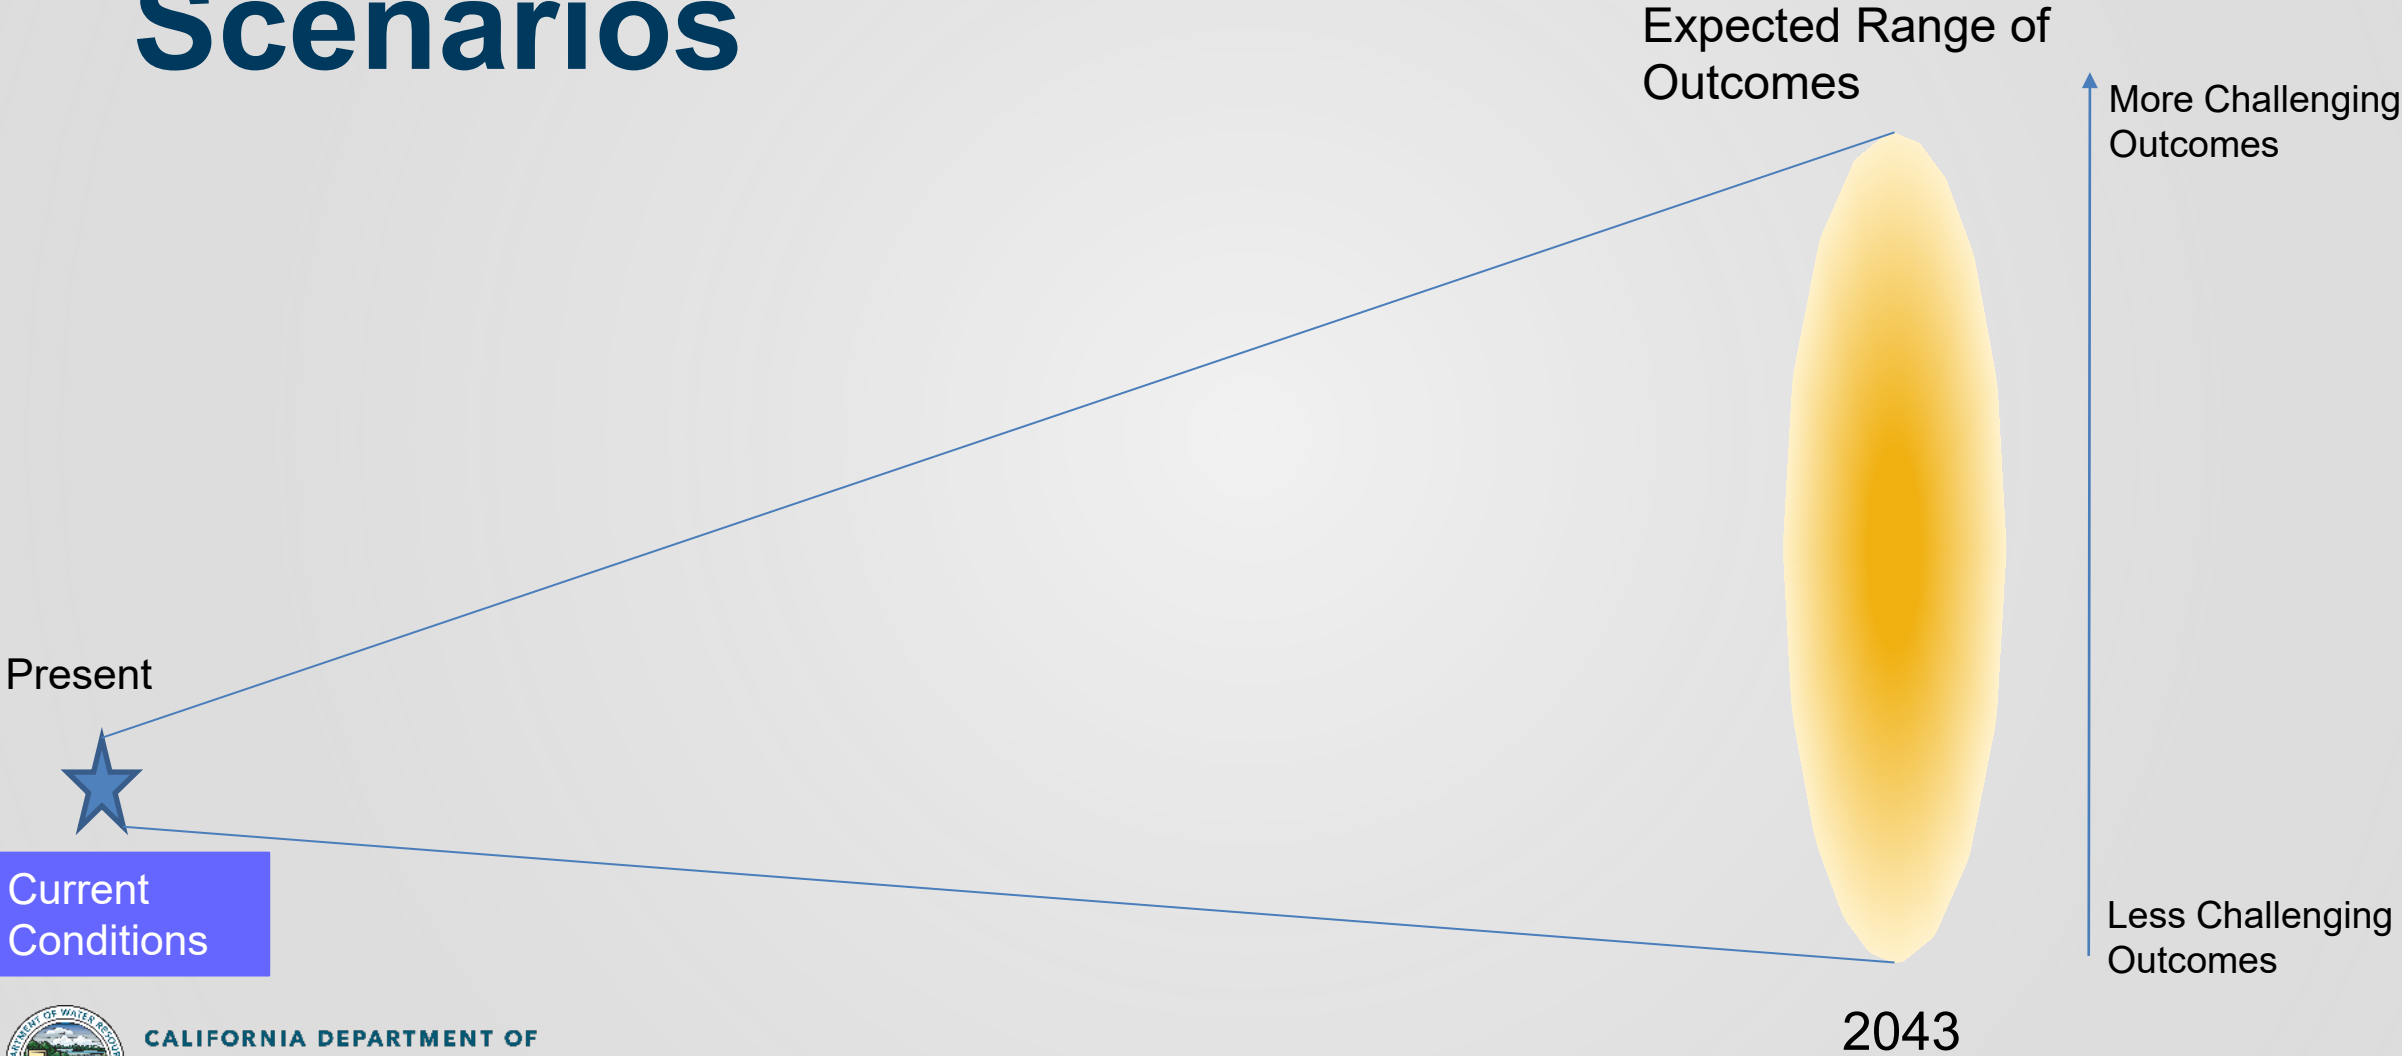 Scenarios
Expected Range of
Outcomes
More Challenging
Outcomes
Present
Current
Conditions
Less Challenging
Outcomes
2043
CALIFORNIA DEPARTMENT OF